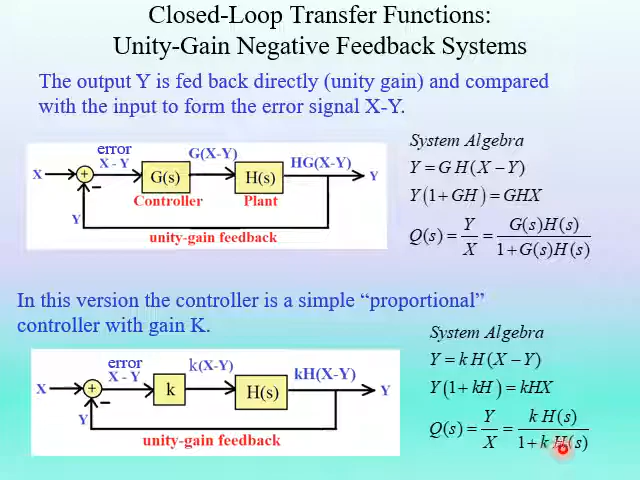 Closed-Loop Transfer Functions:
Unity-Gain Negative Feedback Systems
The output Y is fed back directly (unity gain) and compared
with the input to form the error signal X-Y.
error
X - Y
G(X-Y)
HG(X-Y)
X
+
G(s)
H(s)
Y
−
Controller
Plant
Y
unity-gain feedback
System Algebra
Y = G H (X − Y)
Y (1 + GH) = GHX
Q(s) = Y/X = G(s)H(s)/1 + G(s)H(s)
In this version the controller is a simple “proportional”
controller with gain K.
error
X - Y
k(X-Y)
kH(X-Y)
X
+
k
H(s)
Y
−
Y
unity-gain feedback
System Algebra
Y = k H (X − Y)
Y (1 + kH) = kHX
Q(s) = Y/X = k H(s)/1 + k H(s)